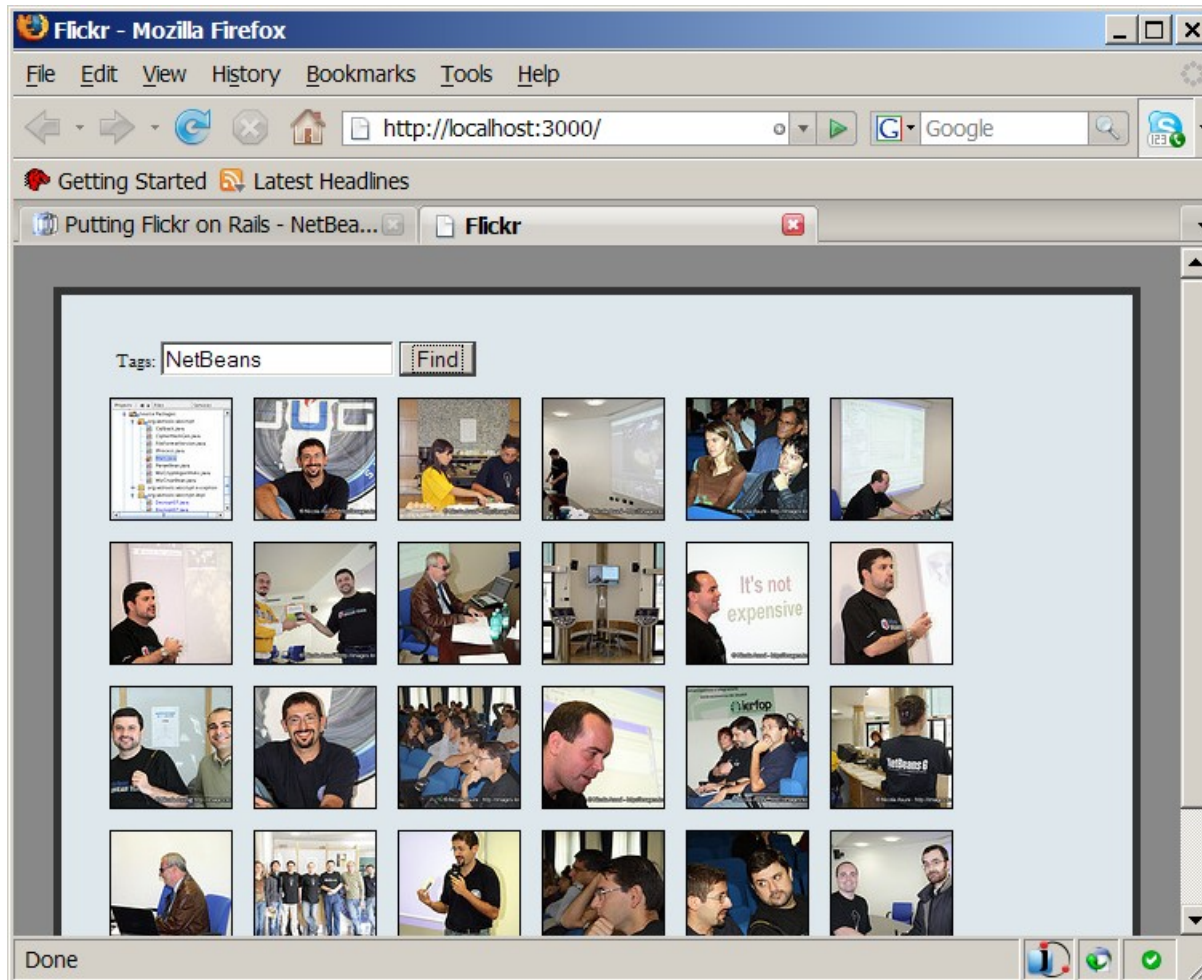 Flickr - Mozilla Firefox
File Edit View History Bookmarks Tools Help
http://localhost:3000/
G Google
123
Getting Started Latest Headlines
Putting Flickr on Rails - NetBea... Flickr
Tags: NetBeans Find
It's not
expensive
NetBeans 6
Done